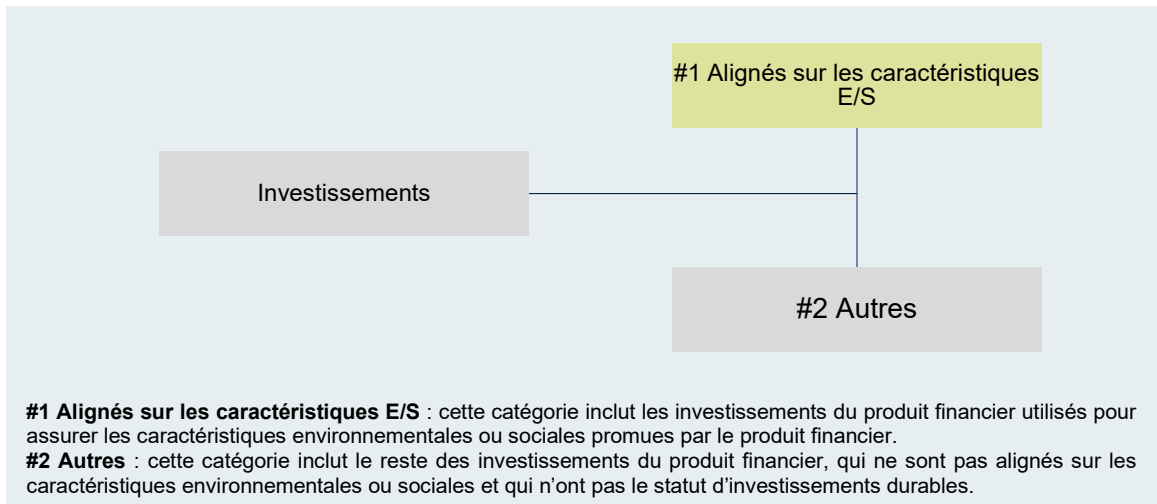 #1 Alignés sur les caractéristiques
E/S
Investissements
#2 Autres
#1 Alignés sur les caractéristiques E/S : cette catégorie inclut les investissements du produit financier utilisés pour
assurer les caractéristiques environnementales ou sociales promues par le produit financier.
#2 Autres : cette catégorie inclut le reste des investissements du produit financier, qui ne sont pas alignés sur les
caractéristiques environnementales ou sociales et qui n’ont pas le statut d’investissements durables.